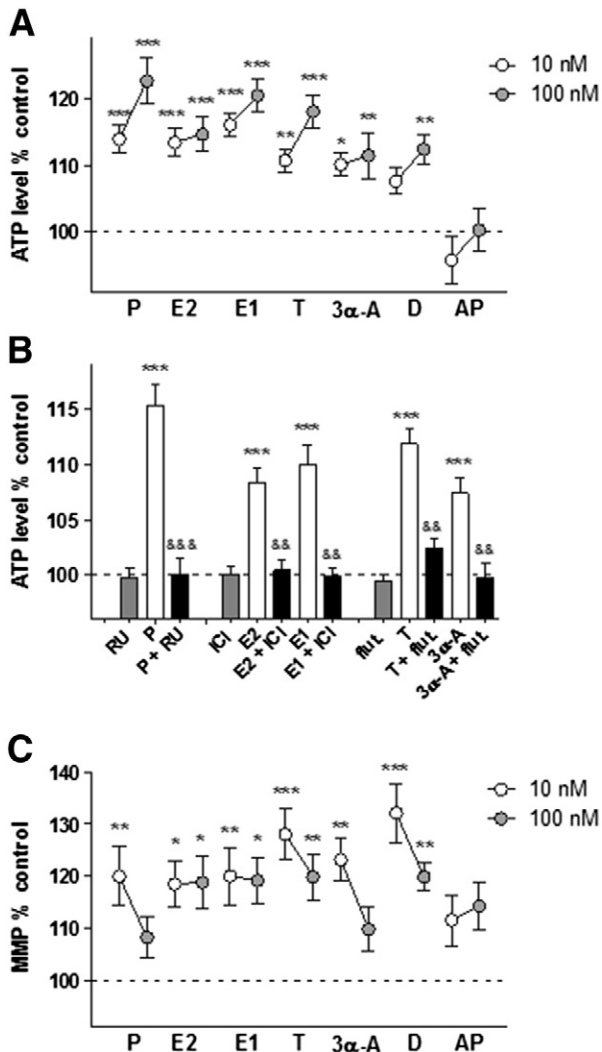 A
*** *** *** *** *** *** ** *** * ** **
10 nM
100 nM
ATP level % control
120
110
100
P E2 E1 T 3α-A D AP
B
*** *** *** *** ***
&&& && && && &&
ATP level % control
115
110
105
100
RU P P + RU ICI E2 E2 + ICI E1 E1 + ICI flut. T T + flut. 3α-A 3α-A + flut.
C
** * * ** * *** ** ** *** **
10 nM
100 nM
MMP % control
140
130
120
110
100
P E2 E1 T 3α-A D AP